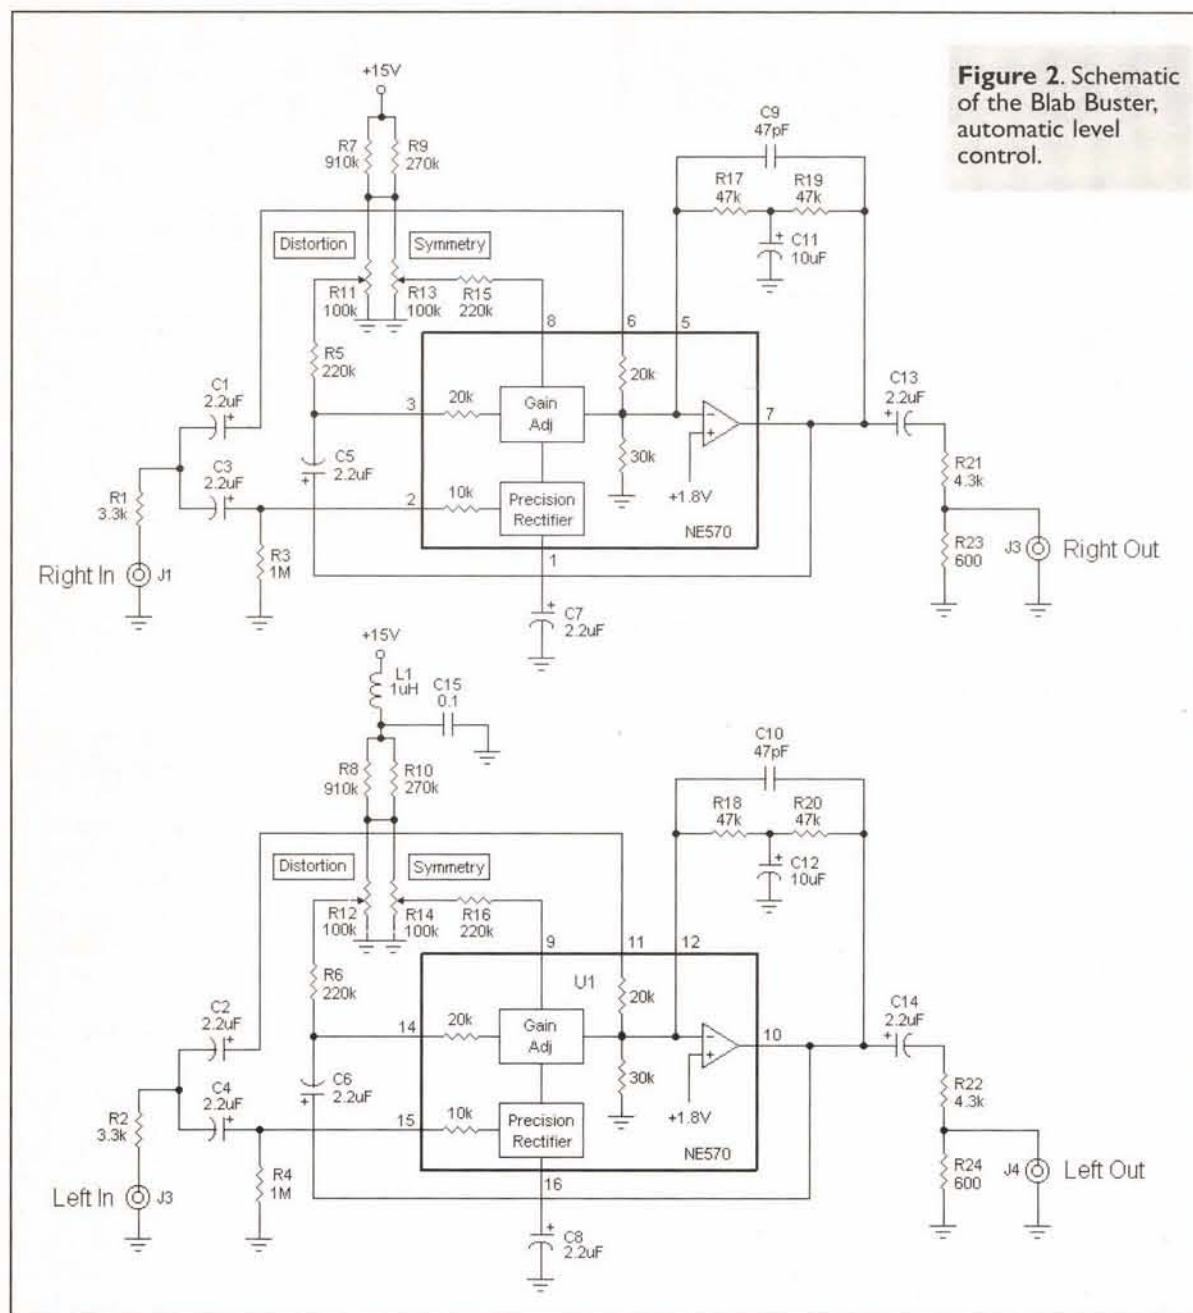 Figure 2. Schematic
of the Blab Buster,
automatic level
control.
+15V
R7
910k
R9
270k
C9
47pF
R17
47k
R19
47k
+
C11
10uF
Distortion
Symmetry
R11
100k
R13
100k
R15
220k
8
6
5
R5
220k
C1
2.2uF
+
3
20k
Gain
Adj
20k
30k
−
+
+1.8V
7
C13
2.2uF
+
C3
2.2uF
+
C5
2.2uF
+
R1
3.3k
2
10k
Precision
Rectifier
NE570
R21
4.3k
R23
600
J3
Right Out
Right In
J1
R3
1M
1
+
C7
2.2uF
+15V
L1
1uH
C15
0.1
R8
910k
R10
270k
C10
47pF
R18
47k
R20
47k
+
C12
10uF
Distortion
Symmetry
R12
100k
R14
100k
R16
220k
9
11
12
U1
R6
220k
C2
2.2uF
+
14
20k
Gain
Adj
20k
30k
−
+
+1.8V
10
C14
2.2uF
+
C4
2.2uF
+
C6
2.2uF
+
R2
3.3k
15
10k
Precision
Rectifier
NE570
R22
4.3k
R24
600
J4
Left Out
Left In
J3
R4
1M
16
+
C8
2.2uF